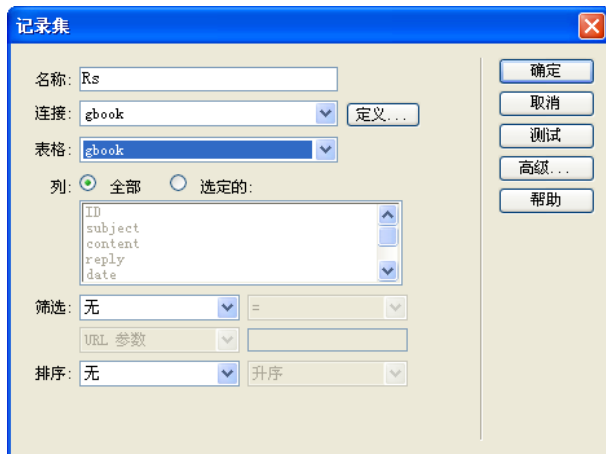 记录集
名称: Rs
确定
连接: gbook 定义...
取消
表格: gbook
测试
列: 全部 选定的:
高级...
ID
帮助
subject
content
reply
date
筛选: 无 =
URL 参数
排序: 无 升序